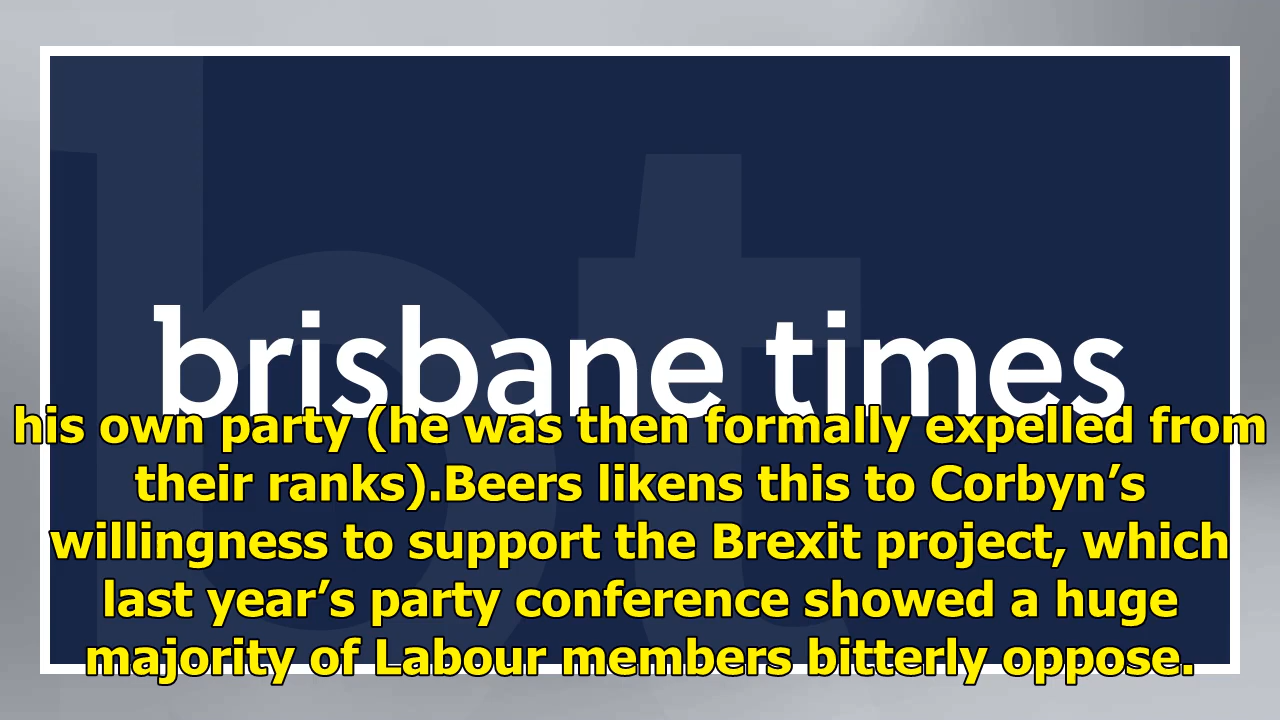 brisbane times
his own party (he was then formally expelled from
their ranks).Beers likens this to Corbyn’s
willingness to support the Brexit project, which
last year’s party conference showed a huge
majority of Labour members bitterly oppose.